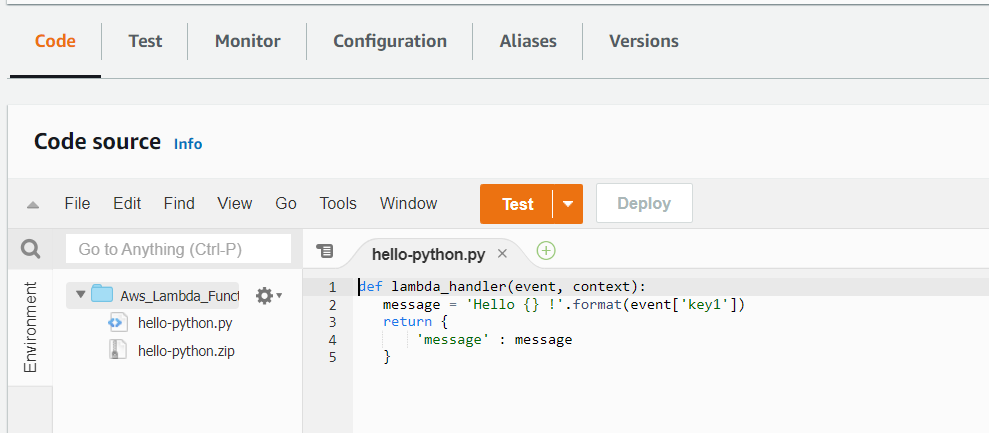 Code Test Monitor Configuration Aliases Versions
Code source Info
File Edit Find View Go Tools Window Test Deploy
Go to Anything (Ctrl-P)
Environment
Aws_Lambda_Funct
hello-python.py
hello-python.zip
hello-python.py
1 def lambda_handler(event, context):
2 message = 'Hello {} !'.format(event['key1'])
3 return {
4 'message' : message
5 }